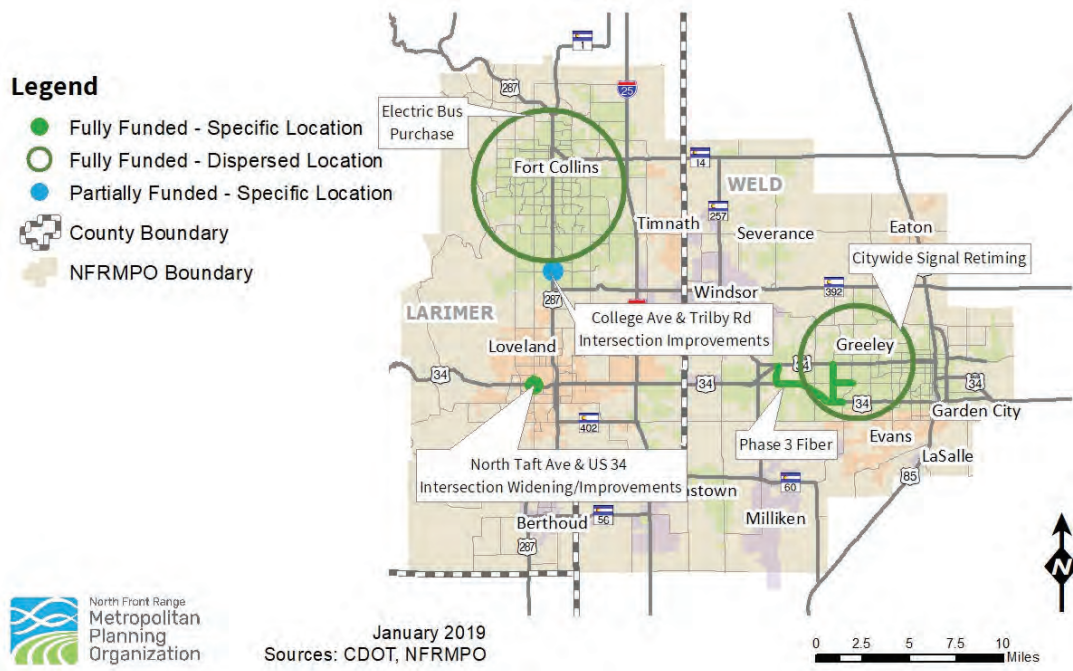 Legend
Fully Funded - Specific Location
Fully Funded - Dispersed Location
Partially Funded - Specific Location
County Boundary
NFRMPO Boundary
1
287
25
Electric Bus
Purchase
Fort Collins
14
WELD
257
Timnath
Severance
Eaton
Citywide Signal Retiming
LARIMER
287
Windsor
392
College Ave & Trilby Rd
Intersection Improvements
Loveland
Greeley
34
34
34
34
34
Garden City
402
Phase 3 Fiber
Evans
LaSalle
North Taft Ave & US 34
Intersection Widening/Improvements
nstown
60
85
Berthoud
56
Milliken
287
N
North Front Range
Metropolitan
Planning
Organization
January 2019
Sources: CDOT, NFRMPO
0 2.5 5 7.5 10
Miles